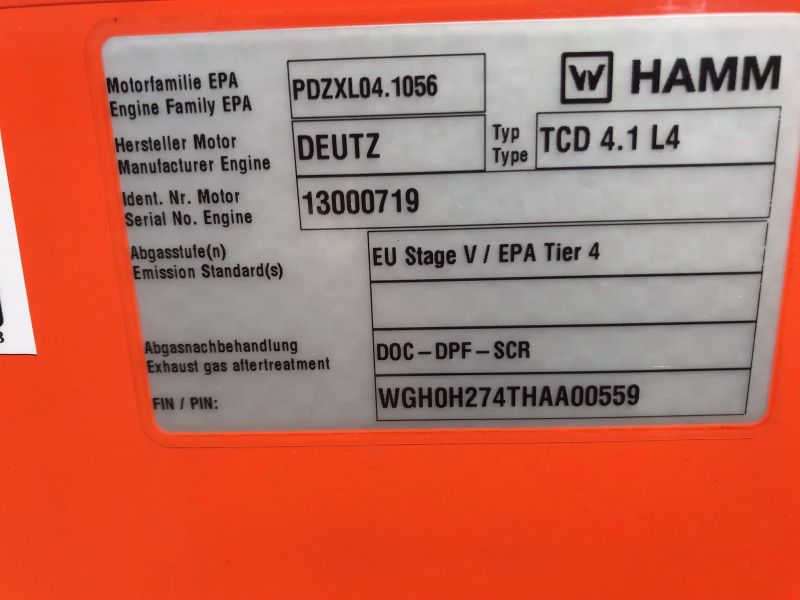 HAMM
Motorfamilie EPA
Engine Family EPA
PDZXL04.1056
Hersteller Motor
Manufacturer Engine
DEUTZ
Typ
Type
TCD 4.1 L4
Ident. Nr. Motor
Serial No. Engine
13000719
Abgasstufe(n)
Emission Standard(s)
EU Stage V / EPA Tier 4
Abgasnachbehandlung
Exhaust gas aftertreatment
DOC-DPF-SCR
FIN / PIN:
WGH0H274THAA00559